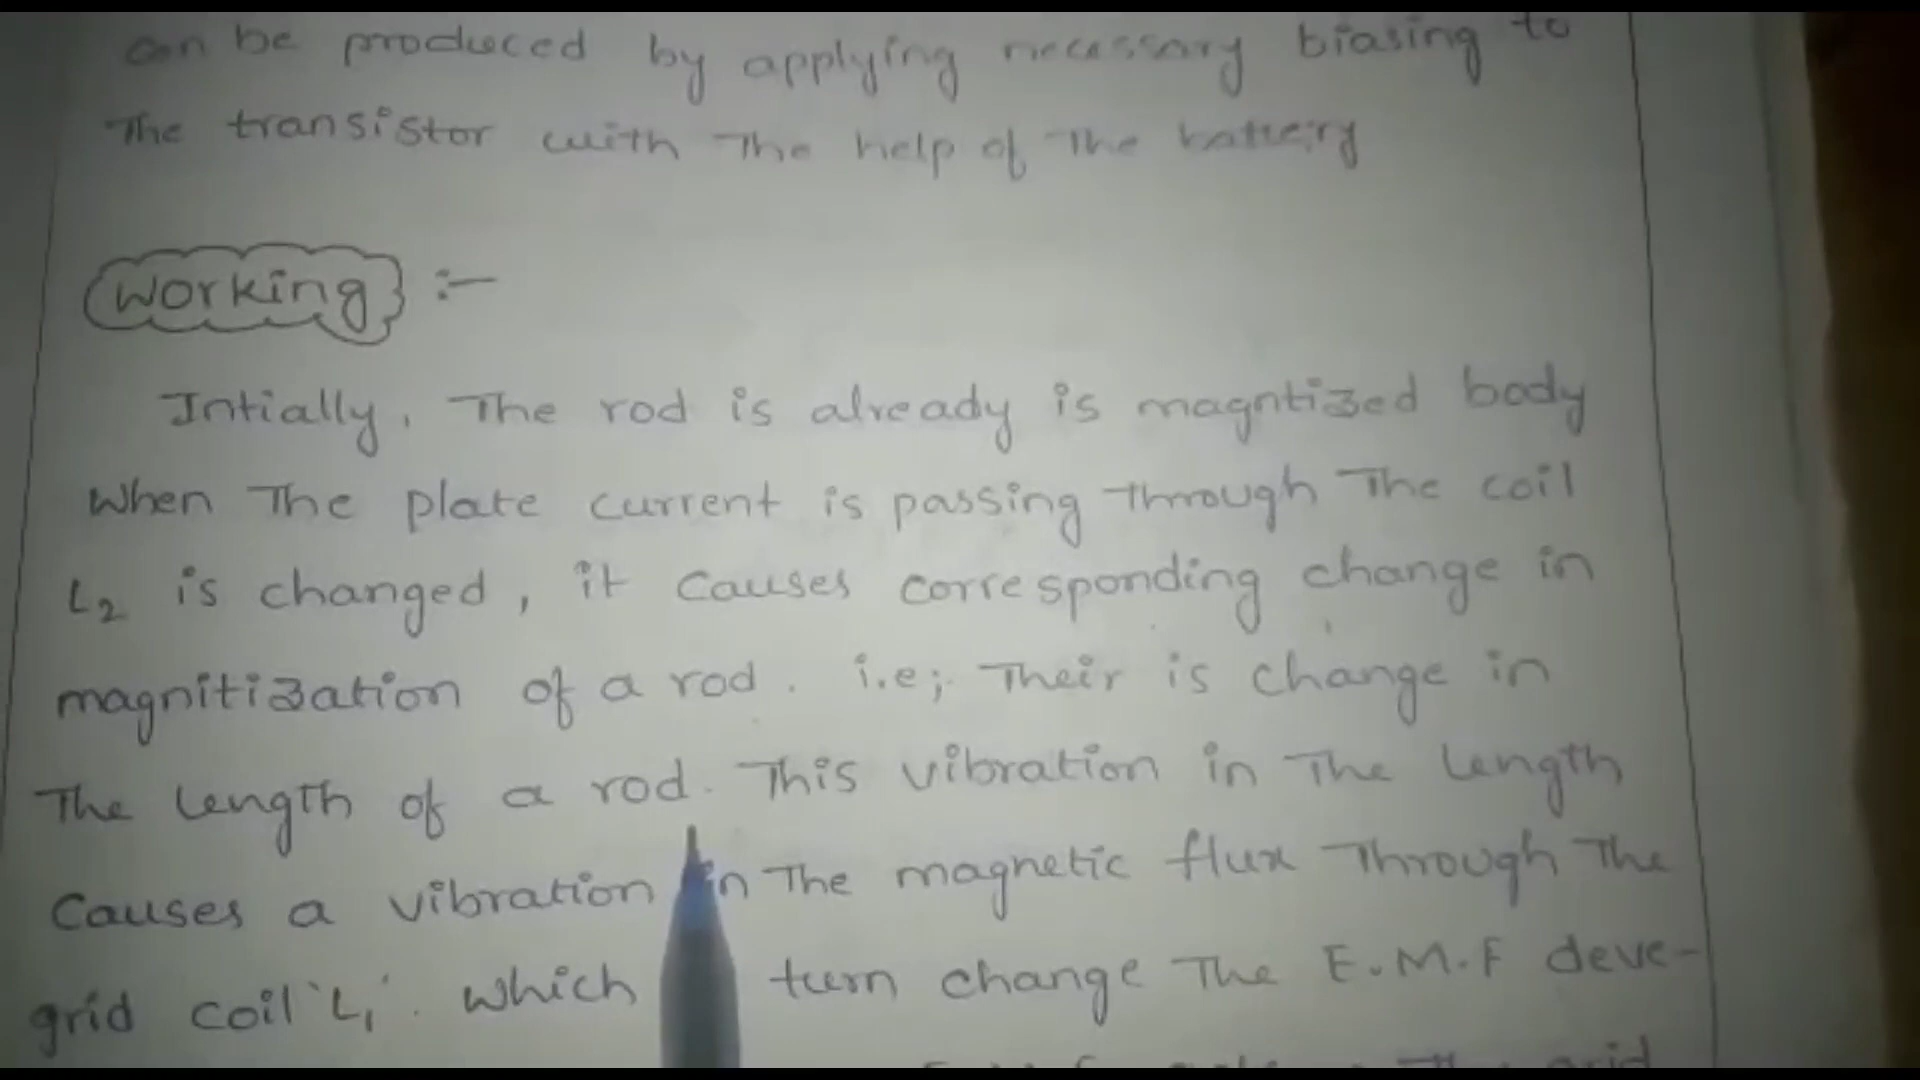 can be produced by applying necessary biasing to
The transistor with The help of The battery
Working :-
Intially, The rod is already is magntized body
When The plate current is passing through The coil
L2 is changed, it causes corresponding change in
magnitization of a rod. i.e; Their is change in
The length of a rod. This vibration in The length
Causes a vibration in The magnetic flux Through The
grid coil 'L1'. which turn change The E.M.F deve-
The grid